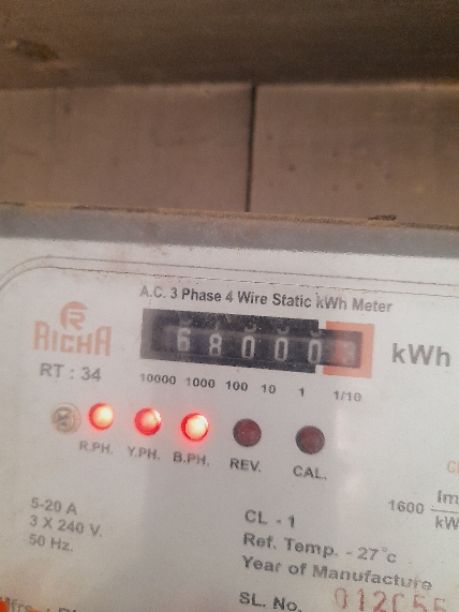 A.C. 3 Phase 4 Wire Static kWh Meter
RICHA
68000
kWh
RT : 34
10000 1000 100 10 1 1/10
R.PH. Y.PH. B.PH. REV. CAL.
5-20 A
3 X 240 V.
50 Hz.
CL - 1
1600 Im
kW
Ref. Temp. - 27°c
Year of Manufacture
SL. No.